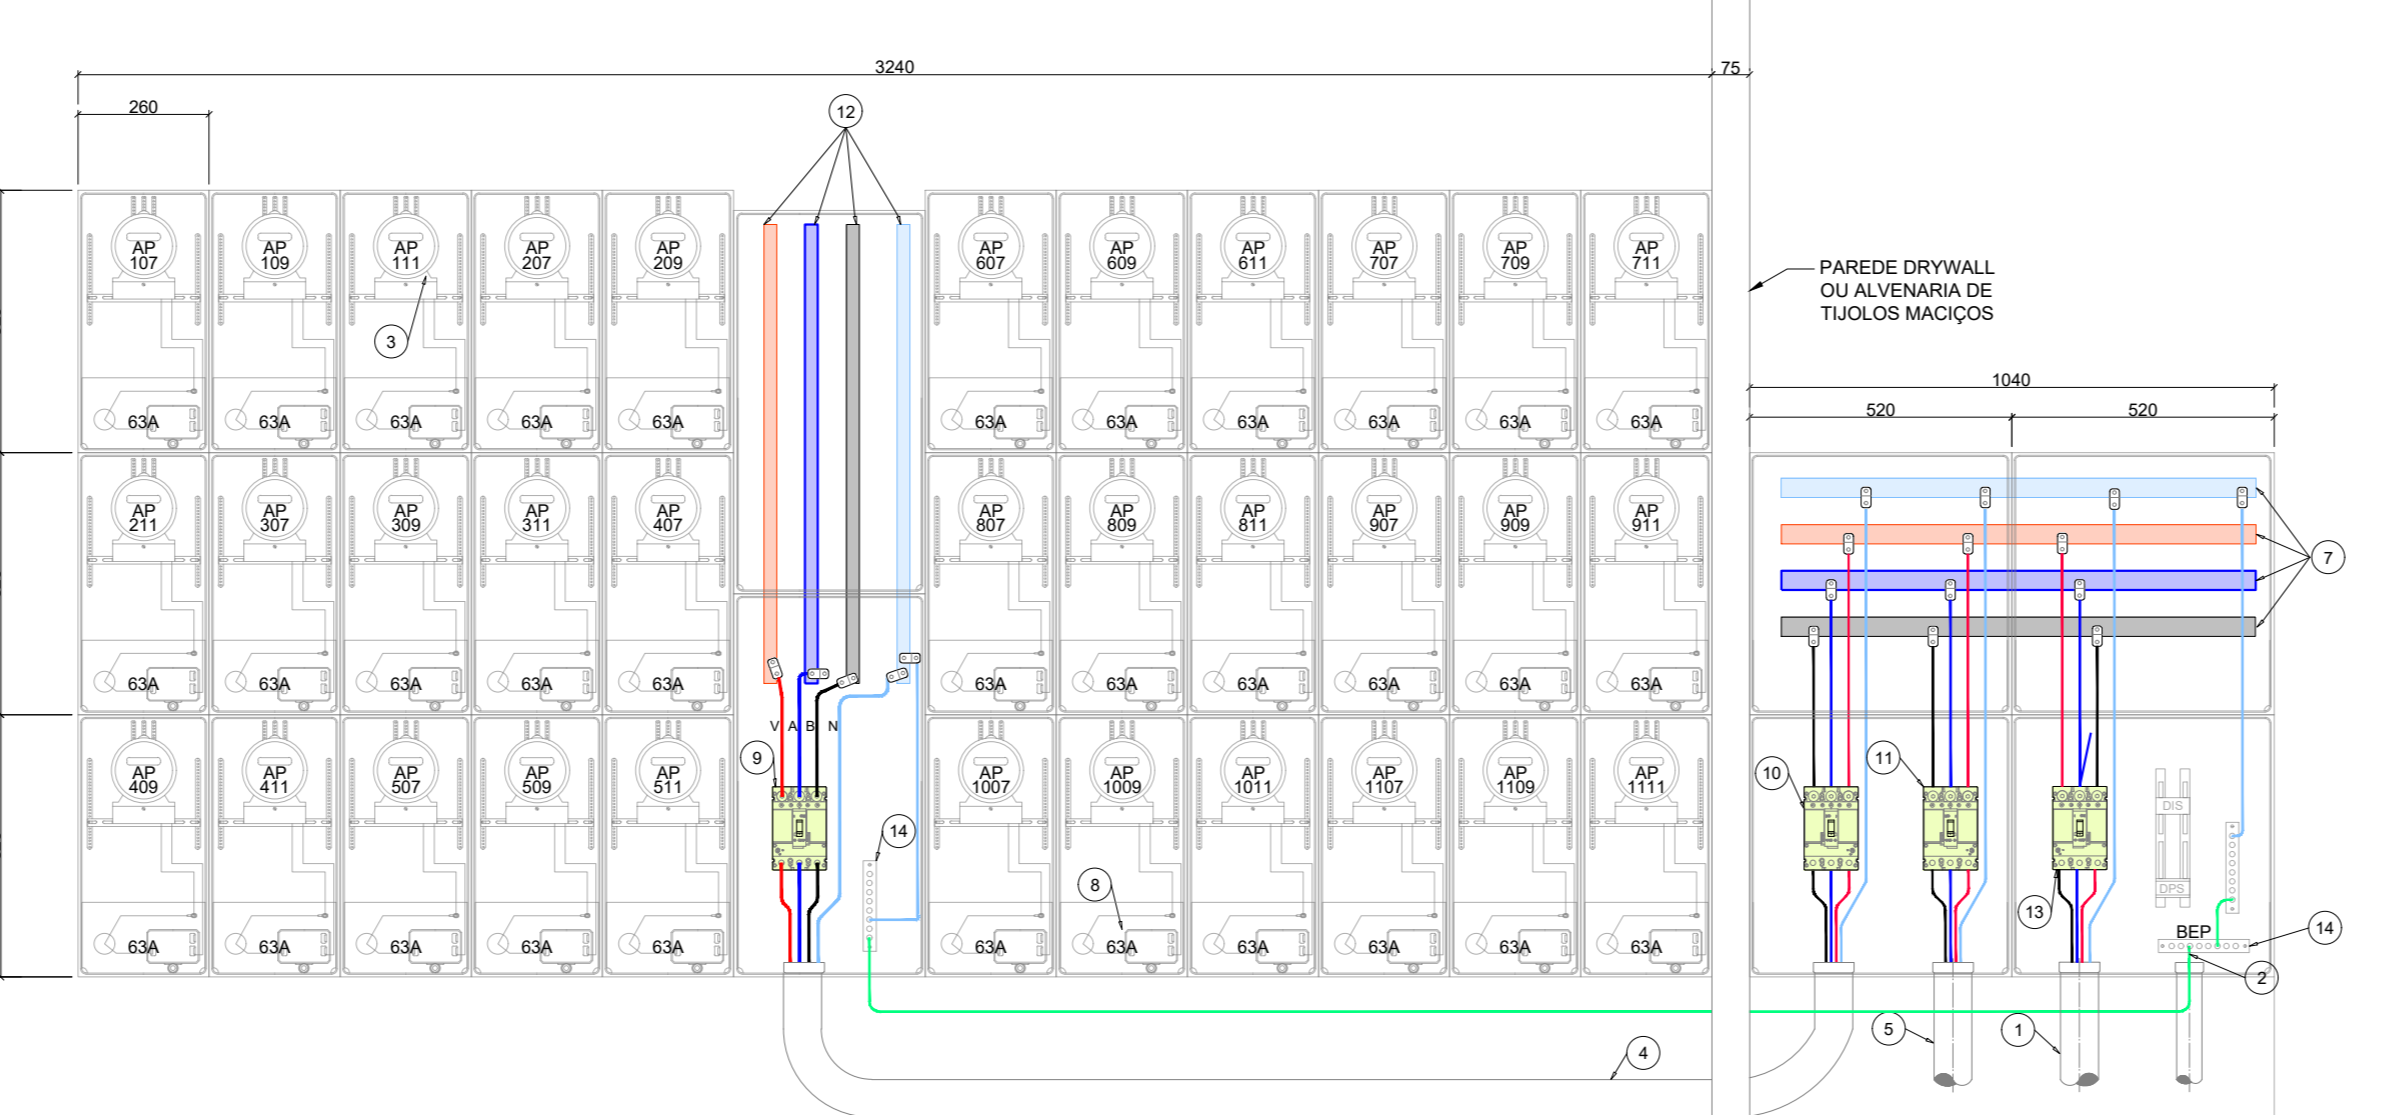 3240
75
260
12
AP
107
AP
109
AP
111
AP
207
AP
209
AP
607
AP
609
AP
611
AP
707
AP
709
AP
711
3
PAREDE DRYWALL
OU ALVENARIA DE
TIJOLOS MACIÇOS
1040
520
520
63A
63A
63A
63A
63A
63A
63A
63A
63A
63A
63A
AP
211
AP
307
AP
309
AP
311
AP
407
AP
807
AP
809
AP
811
AP
907
AP
909
AP
911
7
63A
63A
63A
63A
63A
63A
63A
63A
63A
63A
63A
V A B N
AP
409
AP
411
AP
507
AP
509
AP
511
9
AP
1007
AP
1009
AP
1011
AP
1107
AP
1109
AP
1111
10
11
DIS
14
8
DPS
13
BEP
14
63A
63A
63A
63A
63A
63A
63A
63A
63A
63A
63A
2
5
1
4